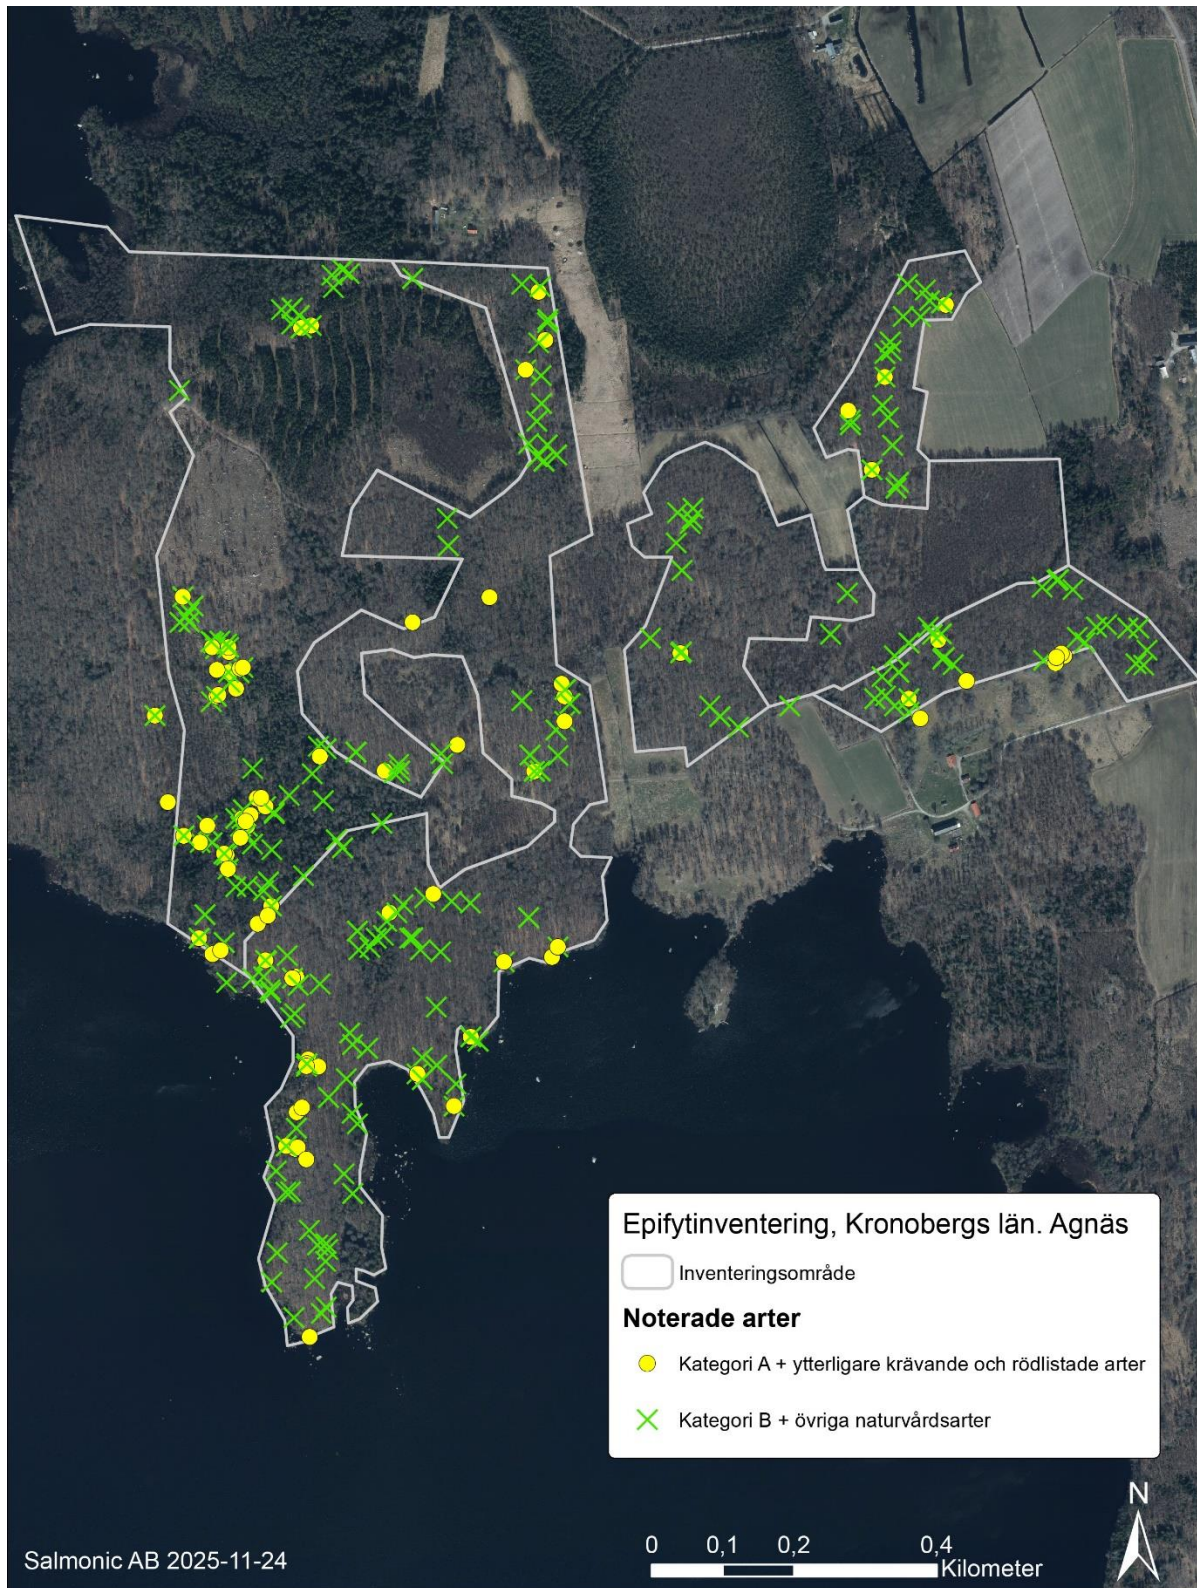 Epifytinventering, Kronobergs län. Agnäs
Inventeringsområde
Noterade arter
Kategori A + ytterligare krävande och rödlistade arter
Kategori B + övriga naturvårdsarter
N
Salmonic AB 2025-11-24
0 0,1 0,2 0,4
Kilometer